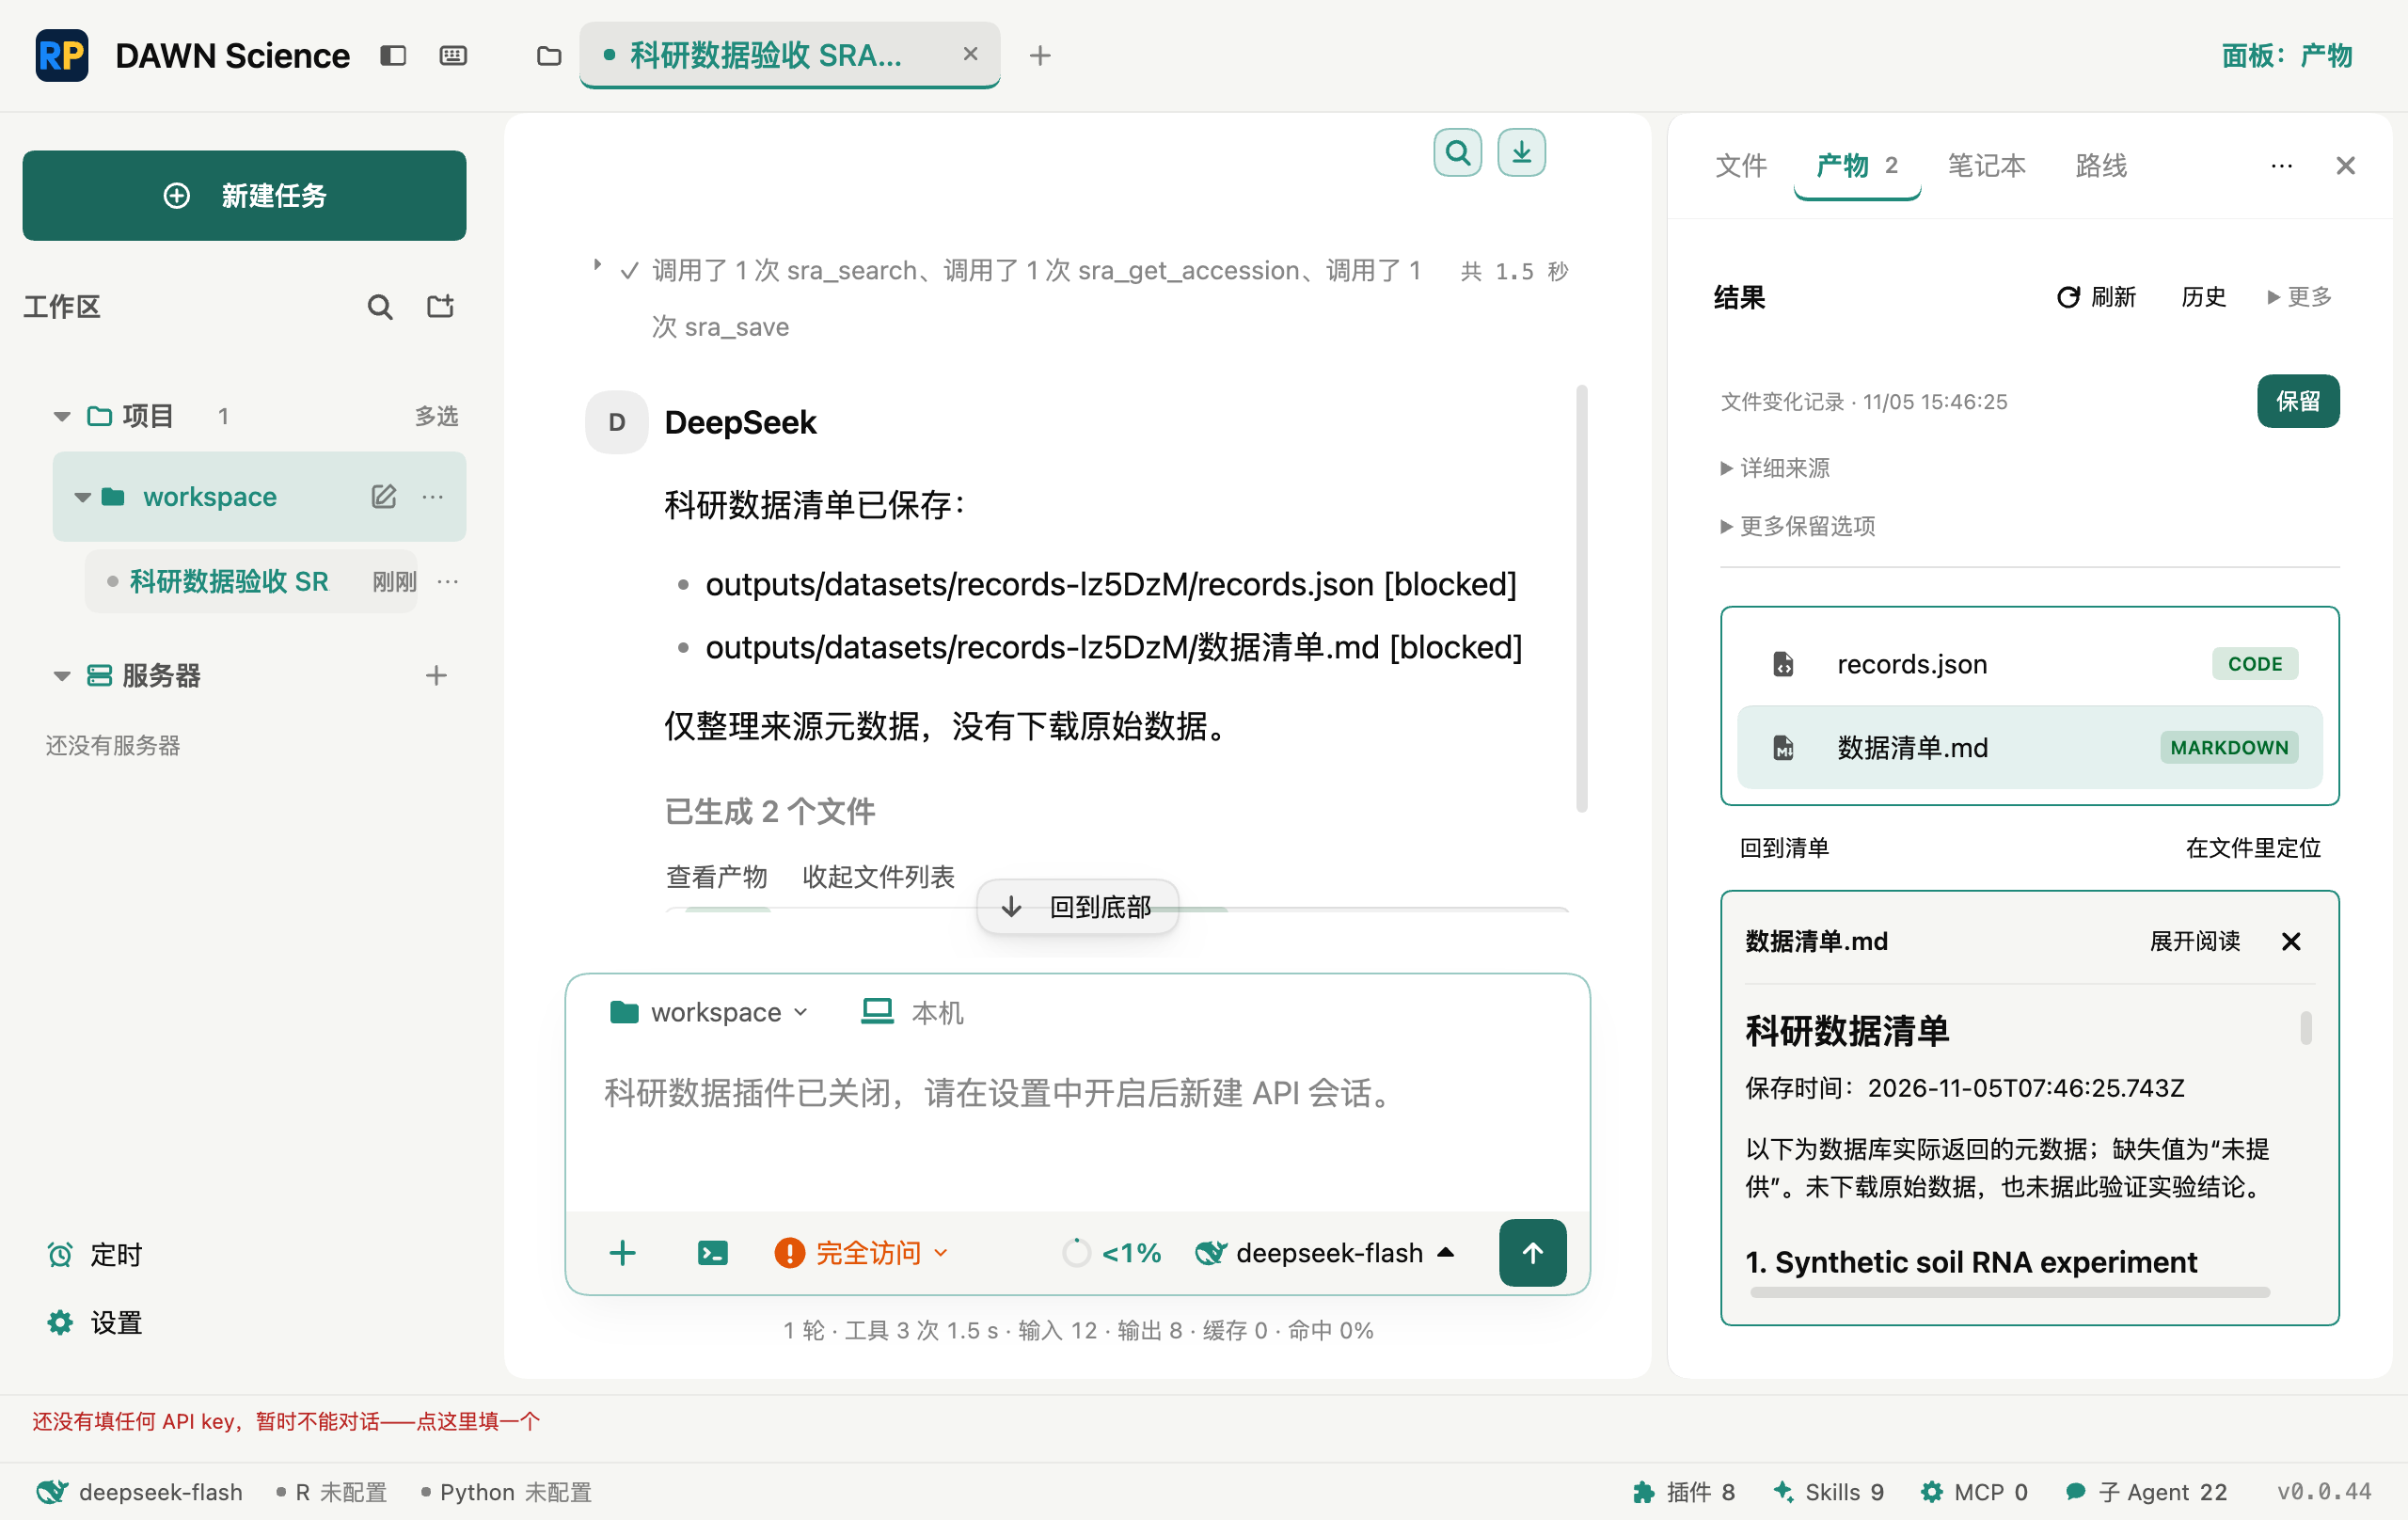 RP DAWN Science
科研数据验收 SRA...
面板：产物
新建任务
工作区
项目 1 多选
workspace
科研数据验收 SR 刚刚
服务器
还没有服务器
定时
设置
调用了 1 次 sra_search、调用了 1 次 sra_get_accession、调用了 1 共 1.5 秒
次 sra_save
D DeepSeek
科研数据清单已保存：
outputs/datasets/records-lz5DzM/records.json [blocked]
outputs/datasets/records-lz5DzM/数据清单.md [blocked]
仅整理来源元数据，没有下载原始数据。
已生成 2 个文件
查看产物 收起文件列表
回到底部
workspace 本机
科研数据插件已关闭，请在设置中开启后新建 API 会话。
完全访问 <1% deepseek-flash
1 轮 · 工具 3 次 1.5 s · 输入 12 · 输出 8 · 缓存 0 · 命中 0%
文件 产物 2 笔记本 路线
结果 刷新 历史 更多
文件变化记录 · 11/05 15:46:25 保留
详细来源
更多保留选项
records.json CODE
数据清单.md MARKDOWN
回到清单 在文件里定位
数据清单.md 展开阅读
科研数据清单
保存时间：2026-11-05T07:46:25.743Z
以下为数据库实际返回的元数据；缺失值为“未提
供”。未下载原始数据，也未据此验证实验结论。
1. Synthetic soil RNA experiment
还没有填任何 API key，暂时不能对话——点这里填一个
deepseek-flash R 未配置 Python 未配置
插件 8 Skills 9 MCP 0 子 Agent 22 v0.0.44